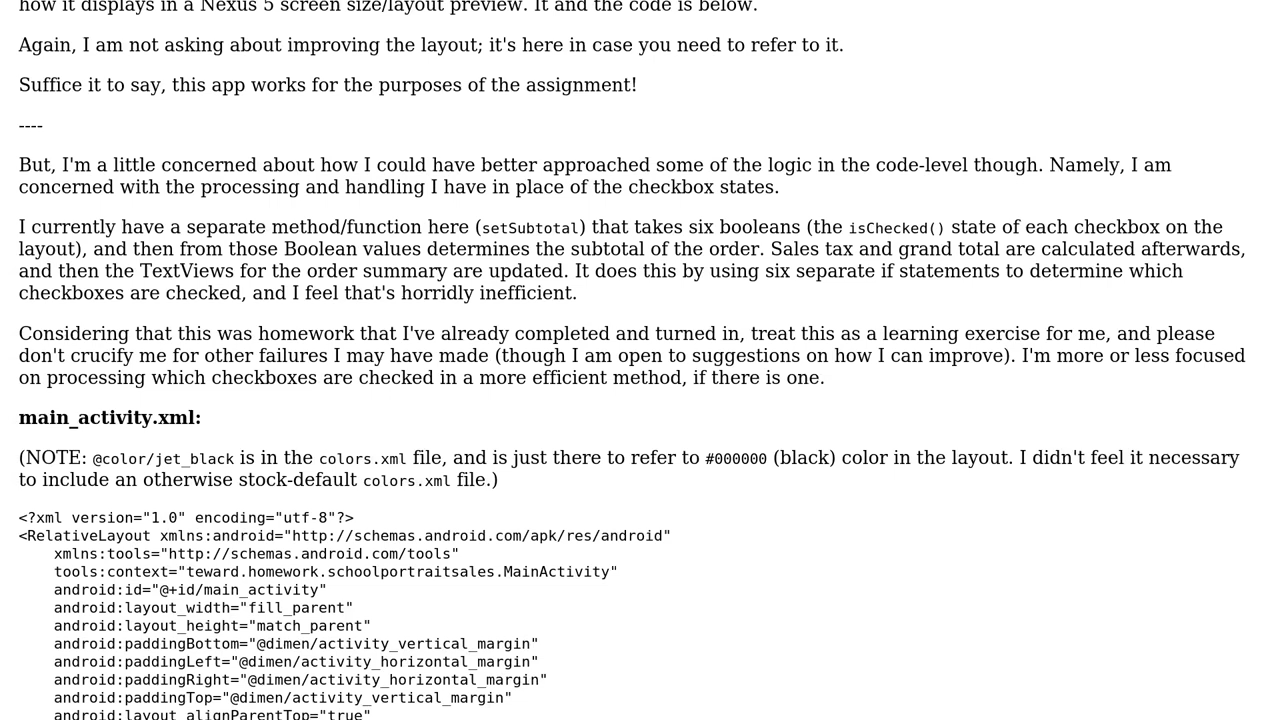 how it displays in a Nexus 5 screen size/layout preview. It and the code is below.
Again, I am not asking about improving the layout; it's here in case you need to refer to it.
Suffice it to say, this app works for the purposes of the assignment!
----
But, I'm a little concerned about how I could have better approached some of the logic in the code-level though. Namely, I am
concerned with the processing and handling I have in place of the checkbox states.
I currently have a separate method/function here (setSubtotal) that takes six booleans (the isChecked() state of each checkbox on the
layout), and then from those Boolean values determines the subtotal of the order. Sales tax and grand total are calculated afterwards,
and then the TextViews for the order summary are updated. It does this by using six separate if statements to determine which
checkboxes are checked, and I feel that's horridly inefficient.
Considering that this was homework that I've already completed and turned in, treat this as a learning exercise for me, and please
don't crucify me for other failures I may have made (though I am open to suggestions on how I can improve). I'm more or less focused
on processing which checkboxes are checked in a more efficient method, if there is one.
main_activity.xml:
(NOTE: @color/jet_black is in the colors.xml file, and is just there to refer to #000000 (black) color in the layout. I didn't feel it necessary
to include an otherwise stock-default colors.xml file.)
<?xml version="1.0" encoding="utf-8"?>
<RelativeLayout xmlns:android="http://schemas.android.com/apk/res/android"
    xmlns:tools="http://schemas.android.com/tools"
    tools:context="teward.homework.schoolportraitsales.MainActivity"
    android:id="@+id/main_activity"
    android:layout_width="fill_parent"
    android:layout_height="match_parent"
    android:paddingBottom="@dimen/activity_vertical_margin"
    android:paddingLeft="@dimen/activity_horizontal_margin"
    android:paddingRight="@dimen/activity_horizontal_margin"
    android:paddingTop="@dimen/activity_vertical_margin"
    android:layout_alignParentTop="true"